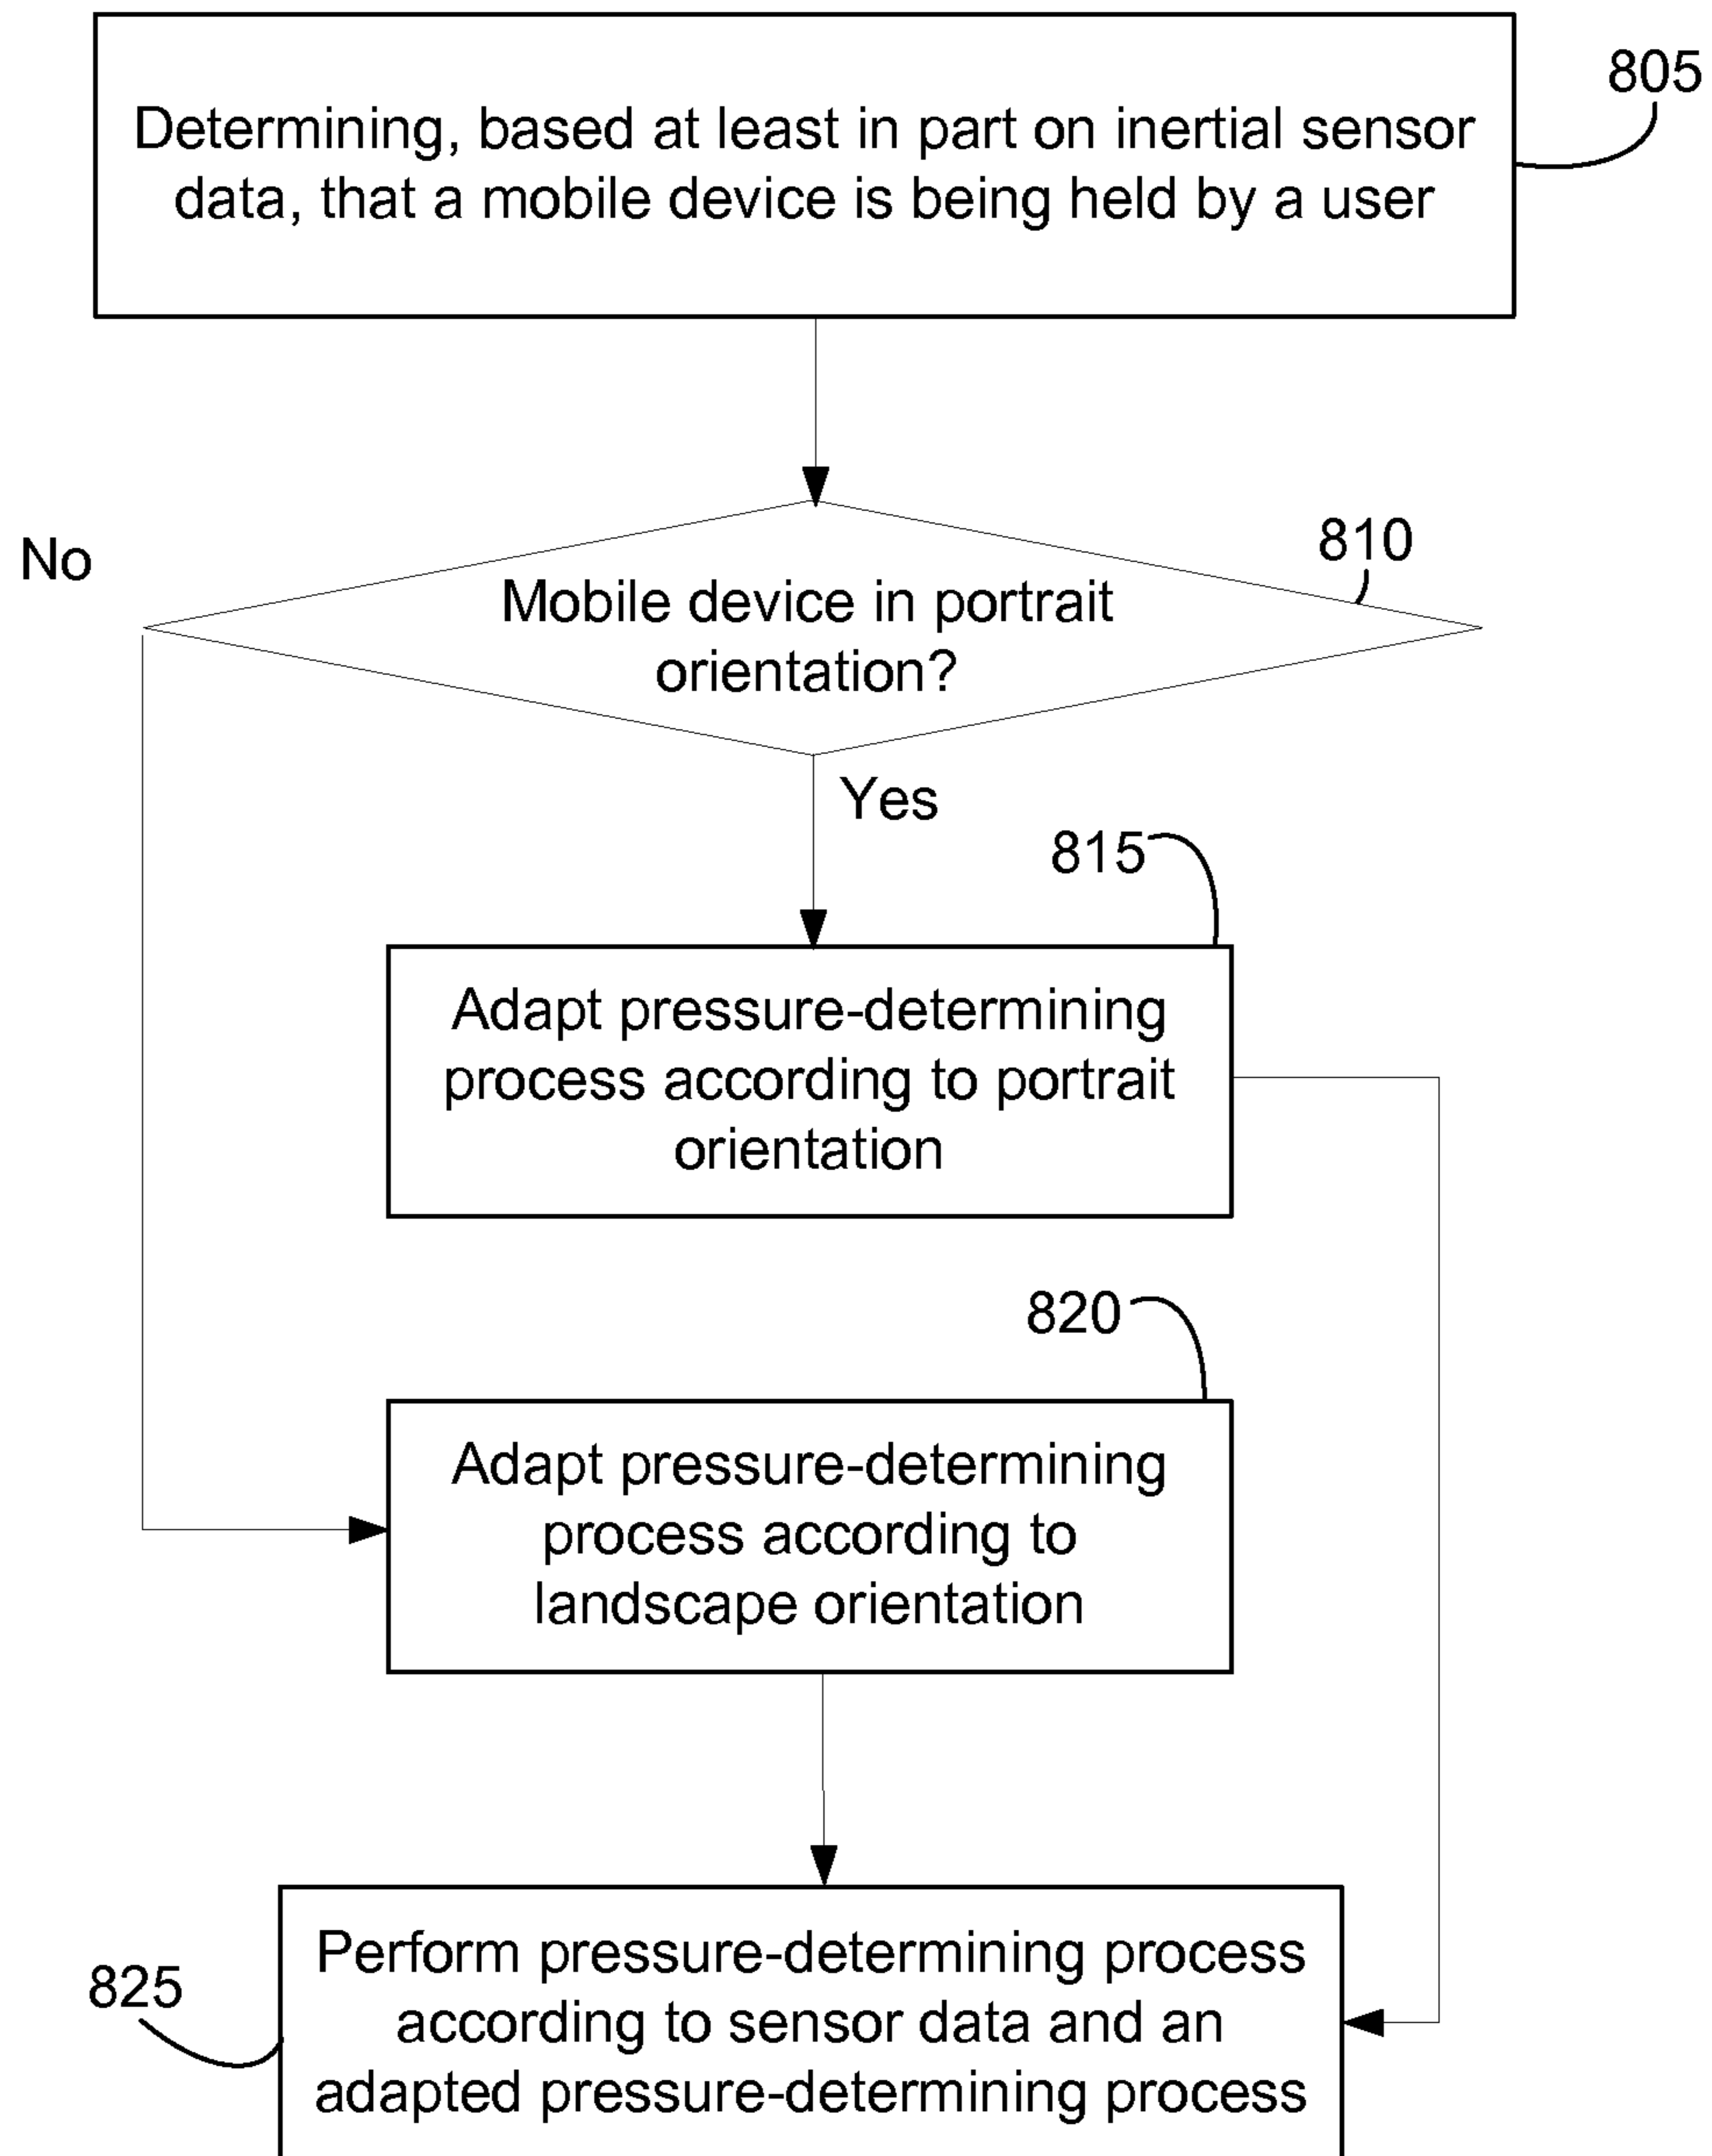 805
Determining, based at least in part on inertial sensor
data, that a mobile device is being held by a user
No
810
Mobile device in portrait
orientation?
Yes
815
Adapt pressure-determining
process according to portrait
orientation
820
Adapt pressure-determining
process according to
landscape orientation
825
Perform pressure-determining process
according to sensor data and an
adapted pressure-determining process